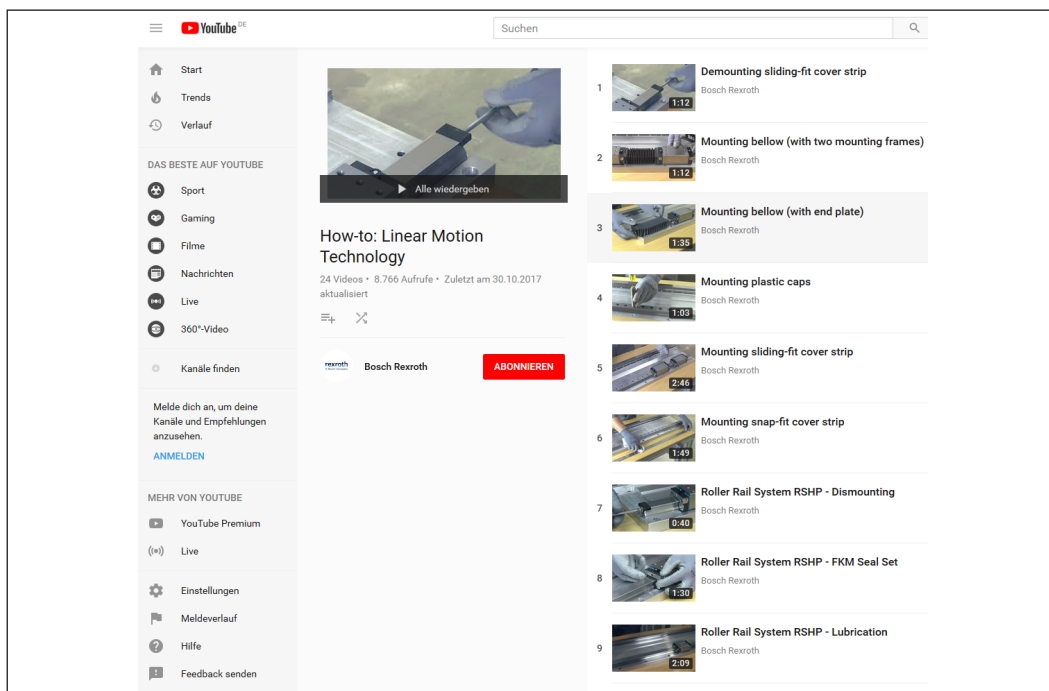 YouTube DE
Suchen
Start
Trends
Verlauf
DAS BESTE AUF YOUTUBE
Sport
Gaming
Filme
Nachrichten
Live
360°-Video
Kanäle finden
Melde dich an, um deine
Kanäle und Empfehlungen
anzusehen.
ANMELDEN
MEHR VON YOUTUBE
YouTube Premium
Live
Einstellungen
Meldeverlauf
Hilfe
Feedback senden
Alle wiedergeben
How-to: Linear Motion
Technology
24 Videos • 8.766 Aufrufe • Zuletzt am 30.10.2017
aktualisiert
rexroth
Bosch Rexroth
ABONNIEREN
1
1:12
Demounting sliding-fit cover strip
Bosch Rexroth
2
1:12
Mounting bellow (with two mounting frames)
Bosch Rexroth
3
1:35
Mounting bellow (with end plate)
Bosch Rexroth
4
1:03
Mounting plastic caps
Bosch Rexroth
5
2:46
Mounting sliding-fit cover strip
Bosch Rexroth
6
1:49
Mounting snap-fit cover strip
Bosch Rexroth
7
0:40
Roller Rail System RSHP - Dismounting
Bosch Rexroth
8
1:30
Roller Rail System RSHP - FKM Seal Set
Bosch Rexroth
9
2:09
Roller Rail System RSHP - Lubrication
Bosch Rexroth